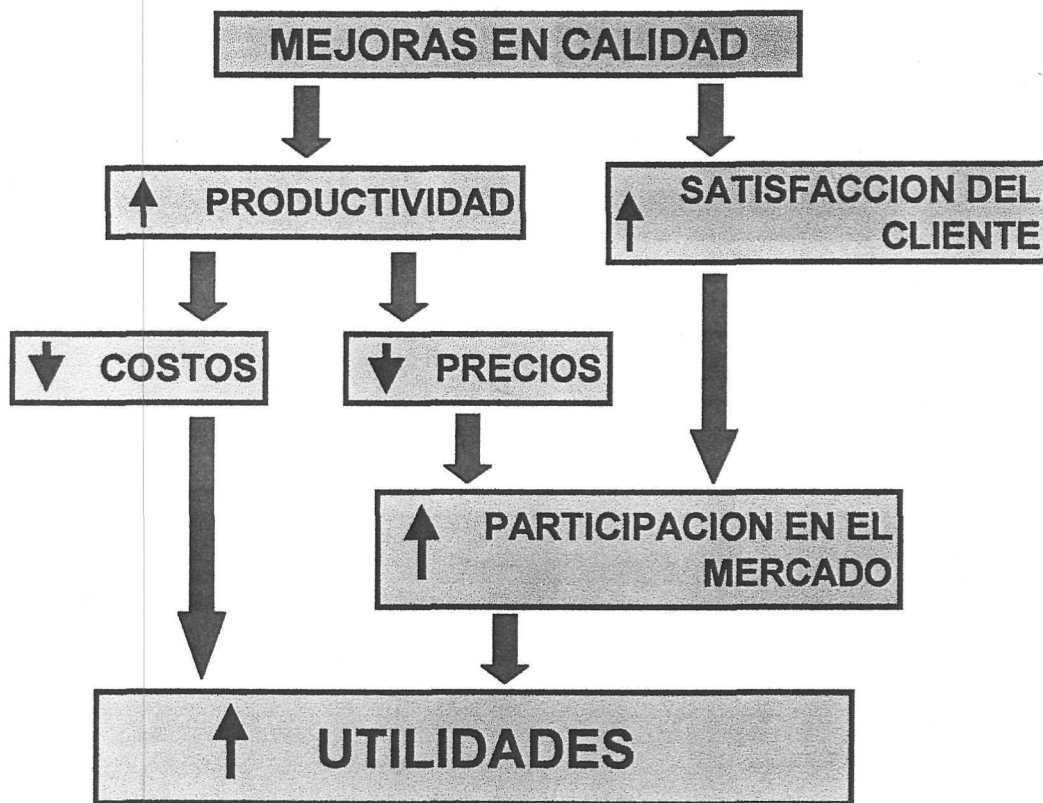 MEJORAS EN CALIDAD
PRODUCTIVIDAD
SATISFACCION DEL
CLIENTE
COSTOS
PRECIOS
PARTICIPACION EN EL
MERCADO
UTILIDADES